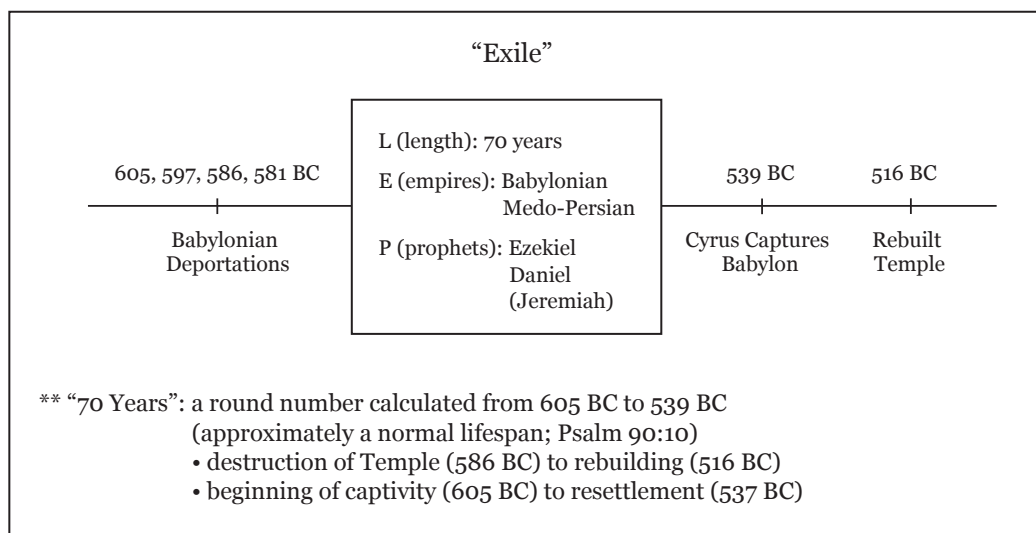 “Exile”
605, 597, 586, 581 BC
Babylonian
Deportations
L (length): 70 years
E (empires): Babylonian
Medo-Persian
P (prophets): Ezekiel
Daniel
(Jeremiah)
539 BC
Cyrus Captures
Babylon
516 BC
Rebuilt
Temple
** “70 Years”: a round number calculated from 605 BC to 539 BC
(approximately a normal lifespan; Psalm 90:10)
• destruction of Temple (586 BC) to rebuilding (516 BC)
• beginning of captivity (605 BC) to resettlement (537 BC)